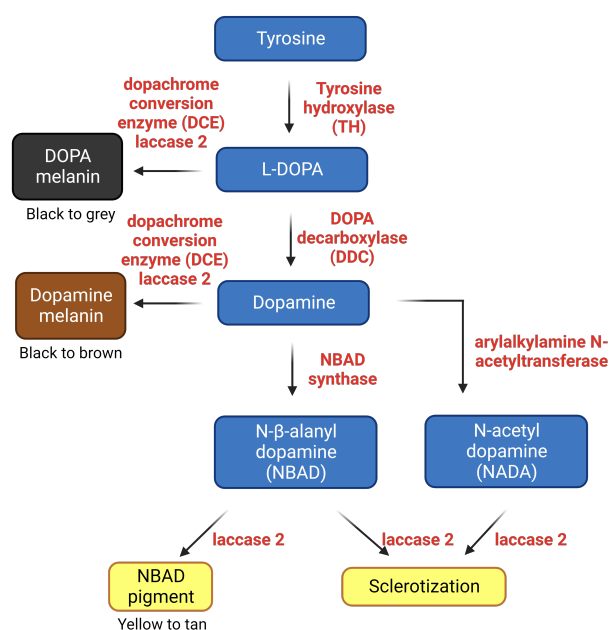 Tyrosine
dopachrome
conversion
enzyme (DCE)
laccase 2
Tyrosine
hydroxylase
(TH)
DOPA
melanin
L-DOPA
Black to grey
dopachrome
conversion
enzyme (DCE)
laccase 2
DOPA
decarboxylase
(DDC)
Dopamine
melanin
Dopamine
Black to brown
NBAD
synthase
arylalkylamine N-
acetyltransferase
N-β-alanyl
dopamine
(NBAD)
N-acetyl
dopamine
(NADA)
laccase 2
laccase 2
laccase 2
NBAD
pigment
Sclerotization
Yellow to tan